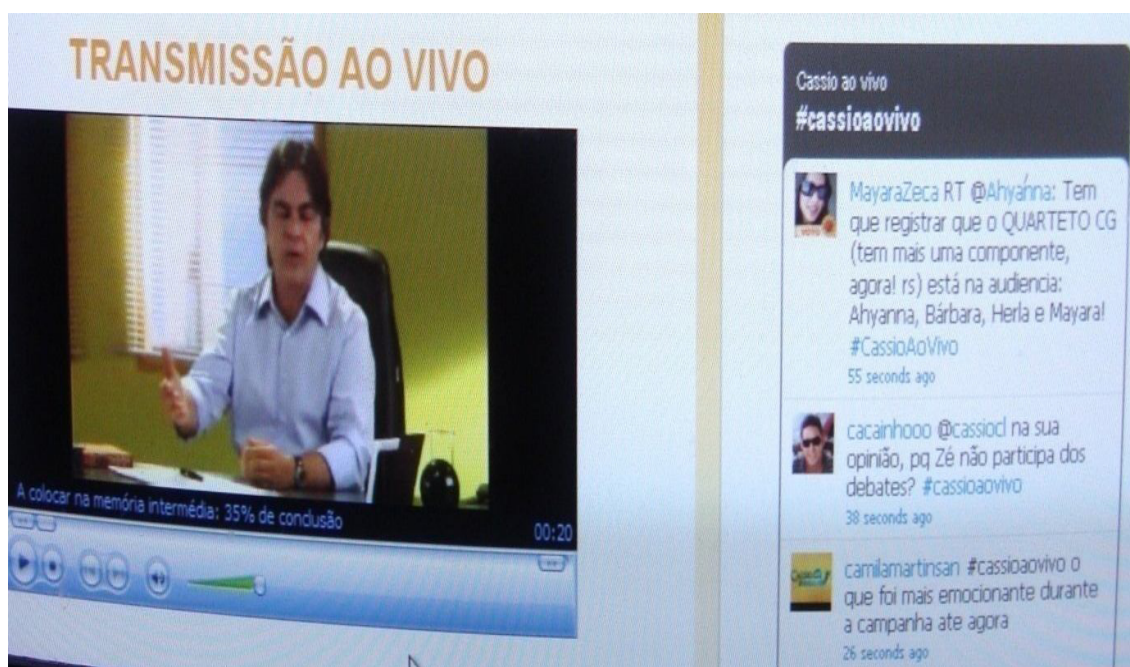 TRANSMISSÃO AO VIVO
A colocar na memória intermédia: 35% de conclusão
00:20
Cassio ao vivo
#cassioaovivo
MayaraZeca RT @Ahyanna: Tem
que registrar que o QUARTETO CG
(tem mais uma componente,
agora! rs) está na audiencia:
Ahyanna, Bárbara, Herla e Mayara!
#CassioAoVivo
55 seconds ago
cacainhooo @cassiocl na sua
opinião, pq Zé não participa dos
debates? #cassioaovivo
38 seconds ago
camilamartinsan #cassioaovivo o
que foi mais emocionante durante
a campanha ate agora
26 seconds ago